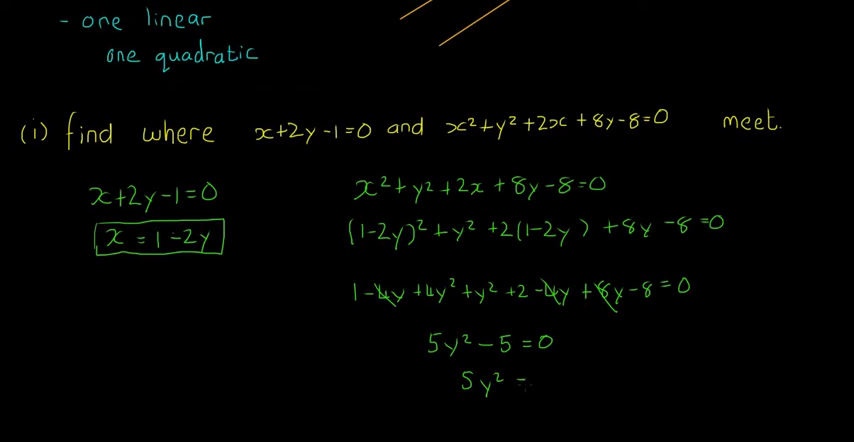 - one linear
one quadratic
(i) find where x+2y-1=0 and x²+y²+2x+8y-8=0 meet.
x+2y-1=0
x²+y²+2x+8y-8=0
x=1-2y
(1-2y)²+y²+2(1-2y)+8y-8=0
1-4y+4y²+y²+2-4y+8y-8=0
5y²-5=0
5y²=